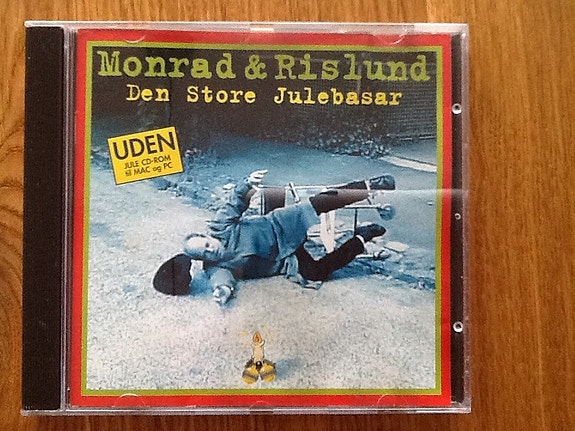 Monrad & Rislund
Den Store Julebasar
UDEN
JULE CD-ROM
til MAC og PC